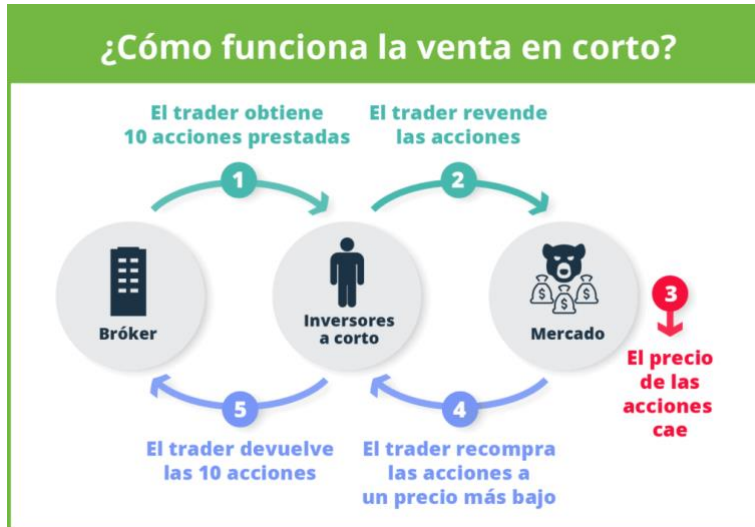 ¿Cómo funciona la venta en corto?
El trader obtiene
10 acciones prestadas
El trader revende
las acciones
1
2
Bróker
Inversores
a corto
$
$
$
Mercado
3
El precio
de las
acciones
cae
5
4
El trader devuelve
las 10 acciones
El trader recompra
las acciones a
un precio más bajo